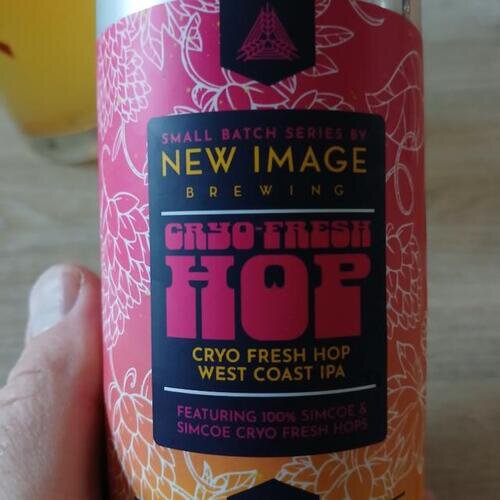 SMALL BATCH SERIES BY
NEW IMAGE
BREWING
CRYO-FRESH
HOP
CRYO FRESH HOP
WEST COAST IPA
FEATURING 100% SIMCOE &
SIMCOE CRYO FRESH HOPS